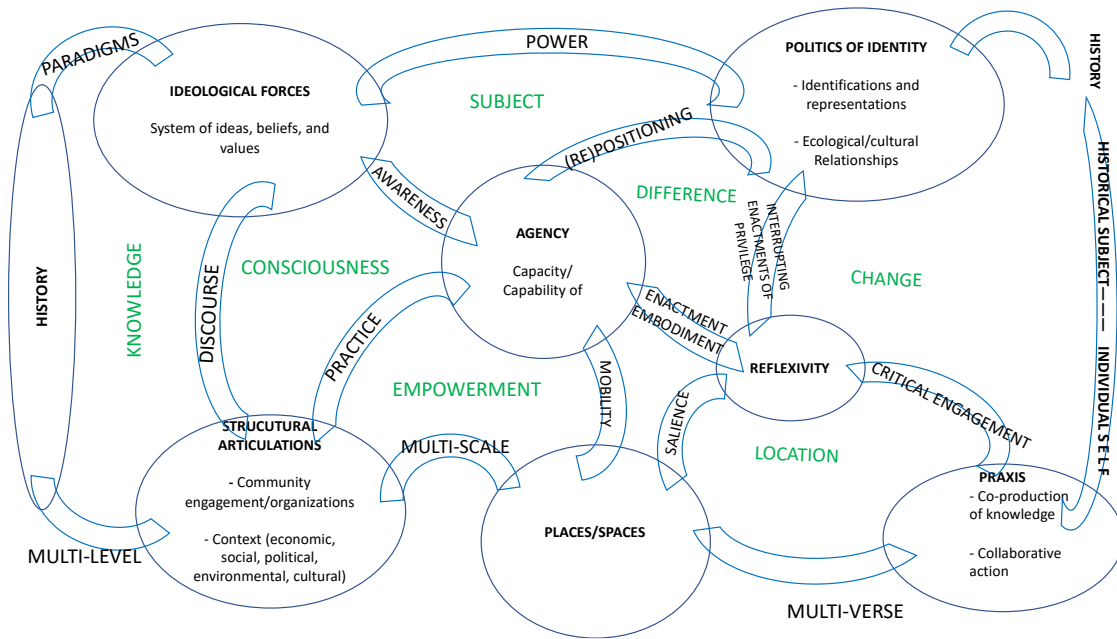 PARADIGMS
IDEOLOGICAL FORCES
System of ideas, beliefs, and
values
POWER
SUBJECT
POLITICS OF IDENTITY
- Identifications and
representations
- Ecological/cultural
Relationships
HISTORY
(RE)POSITIONING
AWARENESS
DIFFERENCE
AGENCY
Capacity/
Capability of
INTERRUPTING
ENACTMENTS OF
PRIVILEGE
HISTORICAL SUBJECT——— INDIVIDUAL S E L F
HISTORY
KNOWLEDGE
CONSCIOUSNESS
DISCOURSE
PRACTICE
CHANGE
ENACTMENT
EMBODIMENT
REFLEXIVITY
EMPOWERMENT
MOBILITY
SALIENCE
CRITICAL ENGAGEMENT
STRUCUTURAL
ARTICULATIONS
- Community
engagement/organizations
- Context (economic,
social, political,
environmental, cultural)
MULTI-SCALE
LOCATION
PLACES/SPACES
PRAXIS
- Co-production
of knowledge
- Collaborative
action
MULTI-LEVEL
MULTI-VERSE